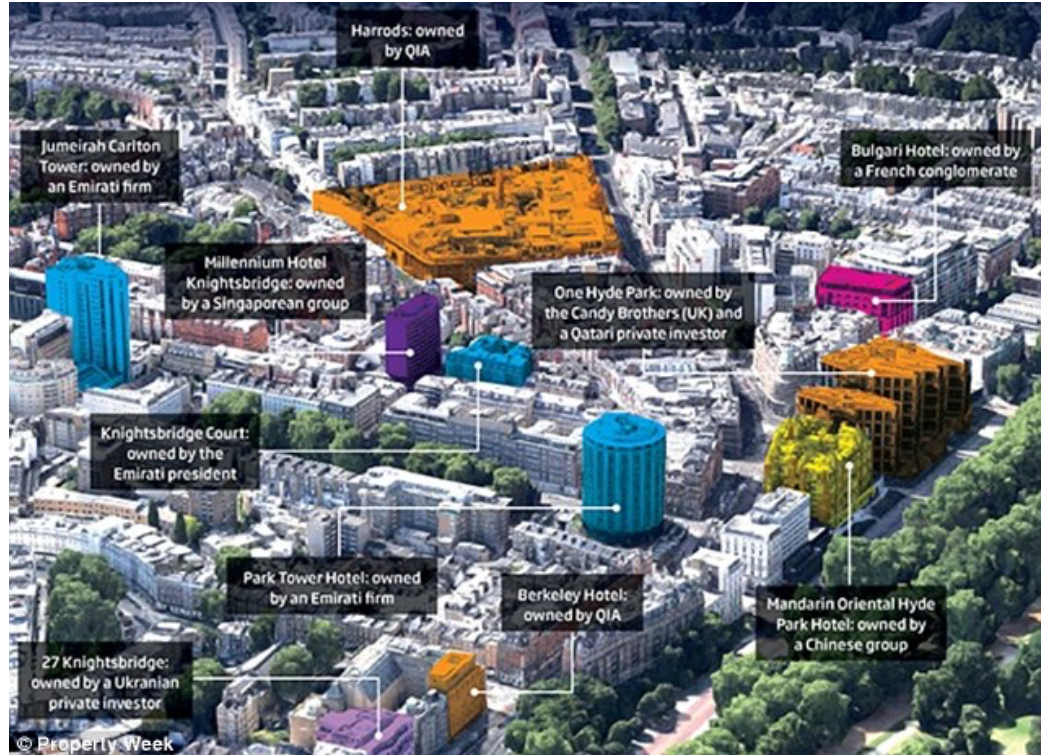 Harrods: owned
by QIA
Jumeirah Carlton
Tower: owned by
an Emirati firm
Bulgari Hotel: owned by
a French conglomerate
Millennium Hotel
Knightsbridge: owned
by a Singaporean group
One Hyde Park: owned by
the Candy Brothers (UK) and
a Qatari private investor
Knightsbridge Court:
owned by the
Emirati president
Park Tower Hotel: owned
by an Emirati firm
Berkeley Hotel:
owned by QIA
Mandarin Oriental Hyde
Park Hotel: owned by
a Chinese group
27 Knightsbridge:
owned by a Ukranian
private investor
© Property Week